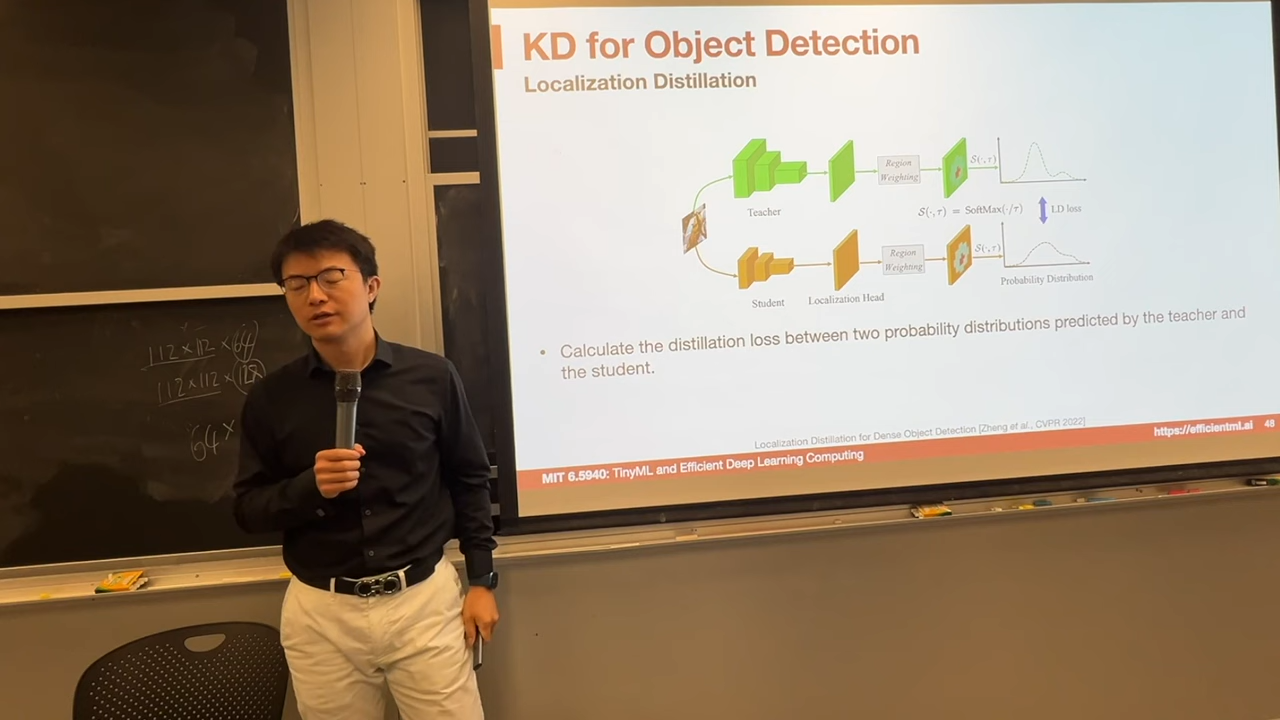 KD for Object Detection
Localization Distillation
Teacher
Region
Weighting
S(·,τ)
S(·,τ) = SoftMax(·/τ)
LD loss
Student
Localization Head
Region
Weighting
S(·,τ)
Probability Distribution
• Calculate the distillation loss between two probability distributions predicted by the teacher and
the student.
Localization Distillation for Dense Object Detection [Zheng et al., CVPR 2022]
MIT 6.5940: TinyML and Efficient Deep Learning Computing
https://efficientml.ai
48
112×112 × 64
112×112 × 128
64 ×